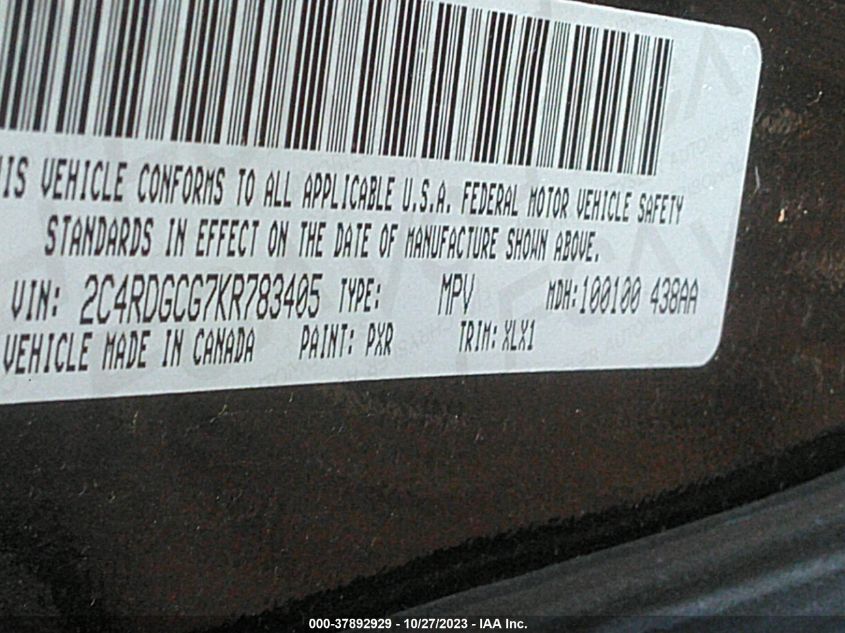 IS VEHICLE CONFORMS TO ALL APPLICABLE U.S.A. FEDERAL MOTOR VEHICLE SAFETY
STANDARDS IN EFFECT ON THE DATE OF MANUFACTURE SHOWN ABOVE.
VIN: 2C4RDGCG7KR783405 TYPE: MPV MDH:100100 438AA
VEHICLE MADE IN CANADA PAINT: PXR TRIM: XLX1
000-37892929 - 10/27/2023 - IAA Inc.